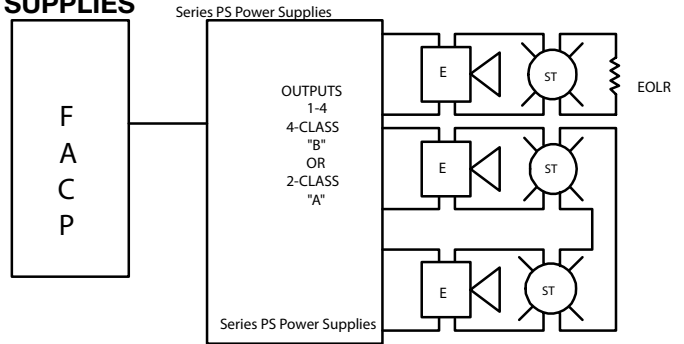 SUPPLIES
Series PS Power Supplies
F
A
C
P
OUTPUTS
1-4
4-CLASS
"B"
OR
2-CLASS
"A"
E
ST
EOLR
E
ST
E
ST
Series PS Power Supplies